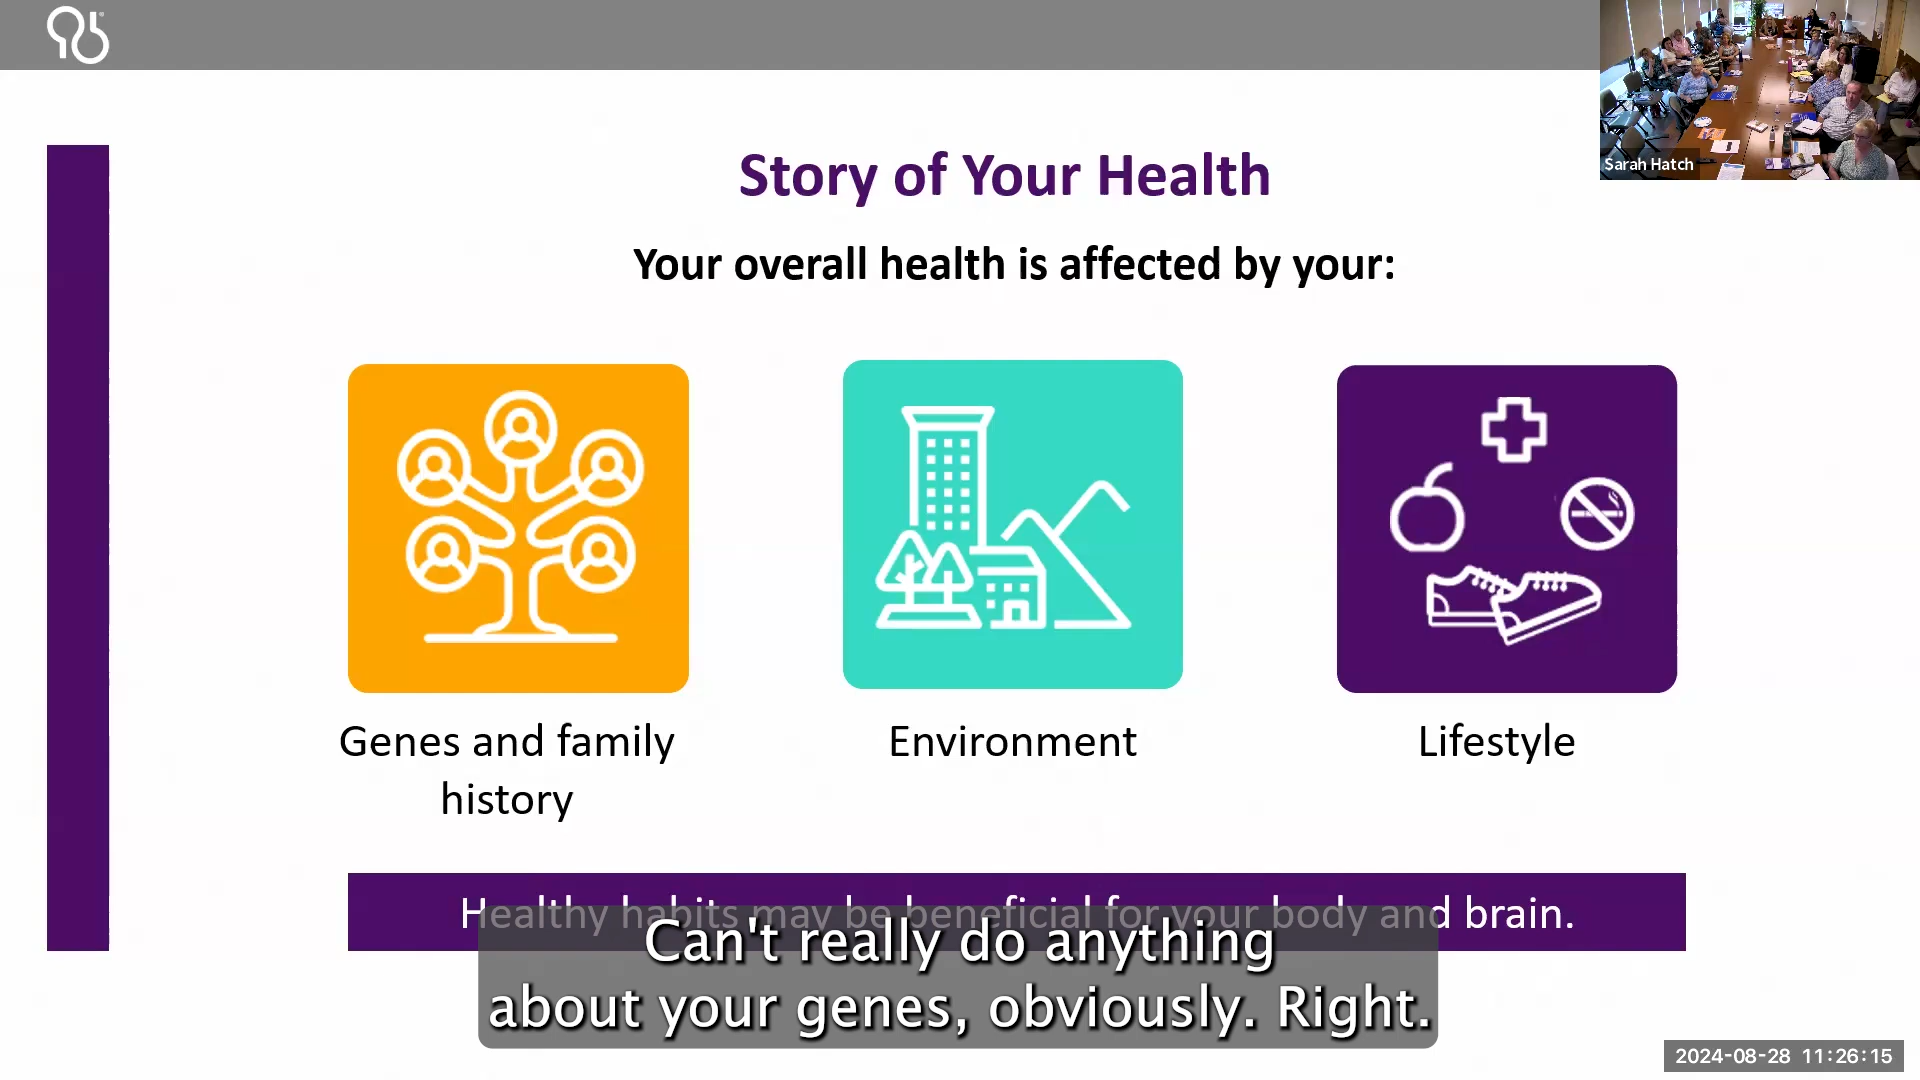 Sarah Hatch
Story of Your Health
Your overall health is affected by your:
Genes and family
history
Environment
Lifestyle
Healthy habits may be beneficial for your body and brain.
Can't really do anything
about your genes, obviously. Right.
2024-08-28 11:26:15